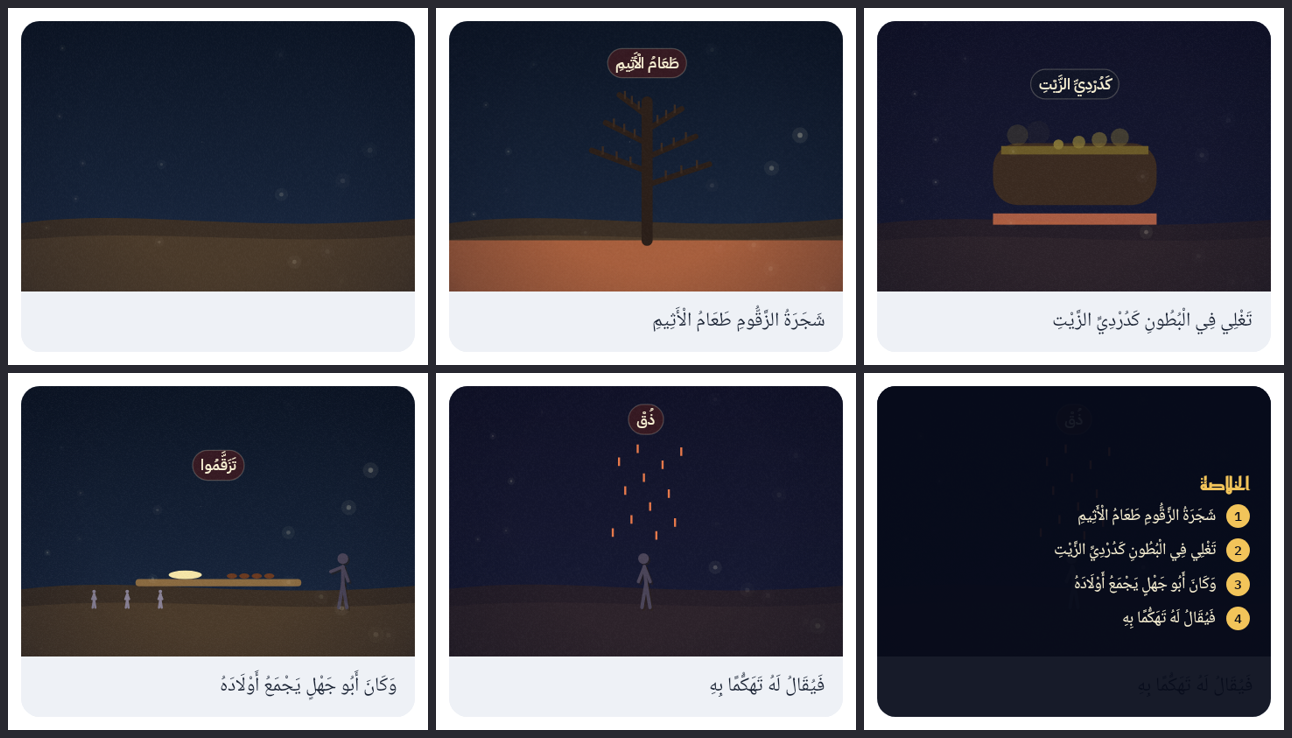 طَعَامُ الْأَثِيمِ
شَجَرَةُ الزَّقُّومِ طَعَامُ الْأَثِيمِ
كَدُرْدِيِّ الزَّيْتِ
تَغْلِي فِي الْبُطُونِ كَدُرْدِيِّ الزَّيْتِ
تَزَقَّمُوا
وَكَانَ أَبُو جَهْلٍ يَجْمَعُ أَوْلَادَهُ
ذُقْ
فَيُقَالُ لَهُ تَهَكُّمًا بِهِ
ذُقْ
الخلاصة
1 شَجَرَةُ الزَّقُّومِ طَعَامُ الْأَثِيمِ
2 تَغْلِي فِي الْبُطُونِ كَدُرْدِيِّ الزَّيْتِ
3 وَكَانَ أَبُو جَهْلٍ يَجْمَعُ أَوْلَادَهُ
4 فَيُقَالُ لَهُ تَهَكُّمًا بِهِ
فَيُقَالُ لَهُ تَهَكُّمًا بِهِ